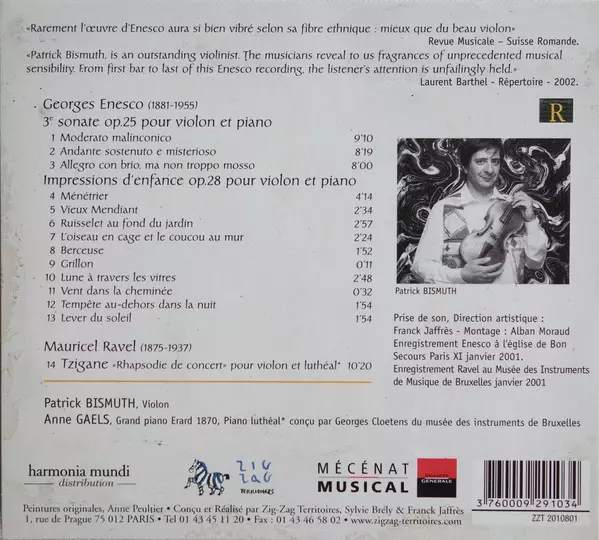 «Rarement l'œuvre d'Enesco aura si bien vibré selon sa fibre ethnique : mieux que du beau violon»
Revue Musicale – Suisse Romande.
«Patrick Bismuth, is an outstanding violinist. The musicians reveal to us fragrances of unprecedented musical
sensibility. From first bar to last of this Enesco recording, the listener's attention is unfailingly held.»
Laurent Barthel - Répertoire - 2002.
Georges Enesco (1881-1955)
3e sonate op.25 pour violon et piano
1 Moderato malinconico 9'10
2 Andante sostenuto e misterioso 8'19
3 Allegro con brio, ma non troppo mosso 8'00
Impressions d'enfance op.28 pour violon et piano
4 Ménétrier 4'14
5 Vieux Mendiant 2'34
6 Ruisselet au fond du jardin 2'57
7 L'oiseau en cage et le coucou au mur 2'24
8 Berceuse 1'52
9 Grillon 0'11
10 Lune à travers les vitres 2'48
11 Vent dans la cheminée 0'32
12 Tempête au-dehors dans la nuit 1'54
13 Lever du soleil 1'54
Mauricel Ravel (1875-1937)
14 Tzigane «Rhapsodie de concert» pour violon et luthéal* 10'20
R
Patrick BISMUTH
Prise de son, Direction artistique :
Franck Jaffrès - Montage : Alban Moraud
Enregistrement Enesco à l'église de Bon
Secours Paris XI janvier 2001.
Enregistrement Ravel au Musée des Instruments
de Musique de Bruxelles janvier 2001
Patrick BISMUTH, Violon
Anne GAELS, Grand piano Erard 1870, Piano luthéal* conçu par Georges Cloetens du musée des instruments de Bruxelles
harmonia mundi
distribution
ZIG
ZAG
TERRITOIRES
MÉCÉNAT
MUSICAL
SOCIETE
GENERALE
3 760009 291034
ZZT 2010801
Peintures originales, Anne Peultier • Conçu et Réalisé par Zig-Zag Territoires, Sylvie Brély & Franck Jaffrès
1, rue de Prague 75 012 PARIS • Tel 01 43 45 11 20 • Fax : 01 43 46 58 02 • www.zigzag-territoires.com